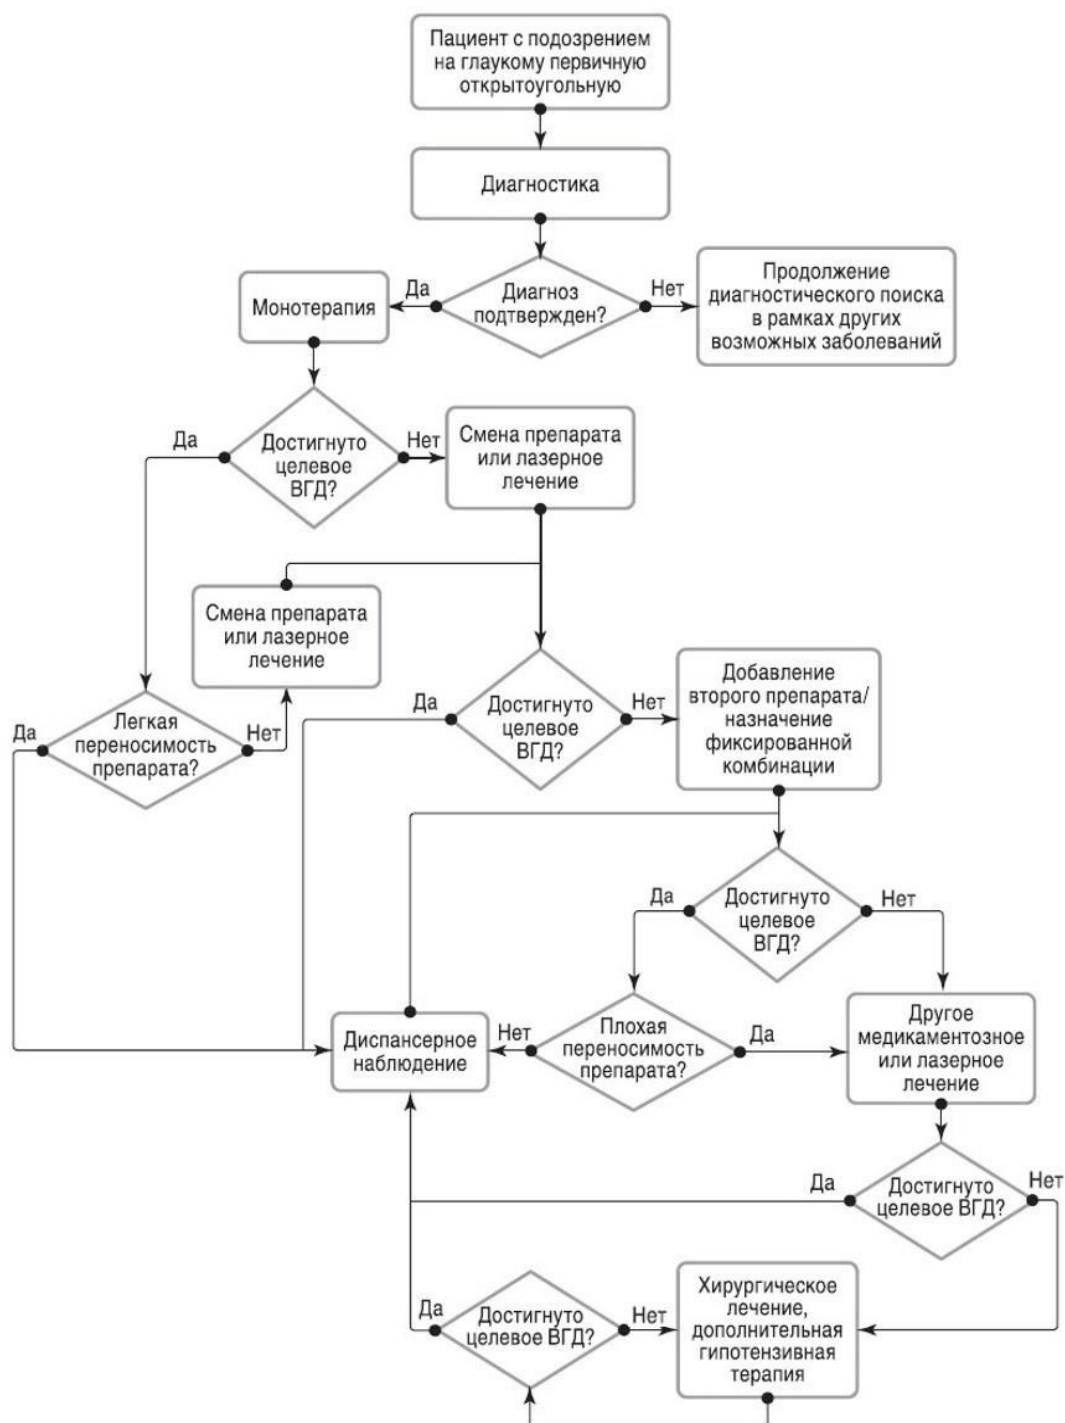 Пациент с подозрением
на глаукому первичную
открытоугольную
Диагностика
Диагноз
подтвержден?
Да
Нет
Монотерапия
Продолжение
диагностического поиска
в рамках других
возможных заболеваний
Достигнуто
целевое
ВГД?
Да
Нет
Смена препарата
или лазерное
лечение
Смена препарата
или лазерное
лечение
Легкая
переносимость
препарата?
Да
Нет
Достигнуто
целевое
ВГД?
Да
Нет
Добавление
второго препарата/
назначение
фиксированной
комбинации
Достигнуто
целевое
ВГД?
Да
Нет
Диспансерное
наблюдение
Нет
Плохая
переносимость
препарата?
Да
Другое
медикаментозное
или лазерное
лечение
Да
Достигнуто
целевое ВГД?
Нет
Да
Достигнуто
целевое ВГД?
Нет
Хирургическое
лечение,
дополнительная
гипотензивная
терапия